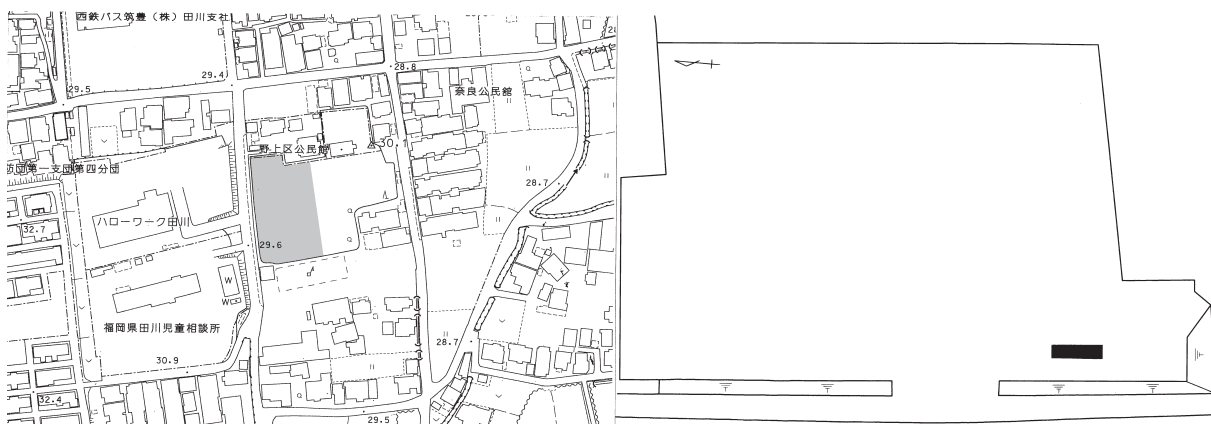 西鉄バス筑豊(株)田川支社
29.4
29.5
28.8
奈良公民館
野上区公民館
30.1
防団第一支団第四分団
28.7
ハローワーク田川
32.7
29.6
W
W
福岡県田川児童相談所
28.7
30.9
32.4
29.5